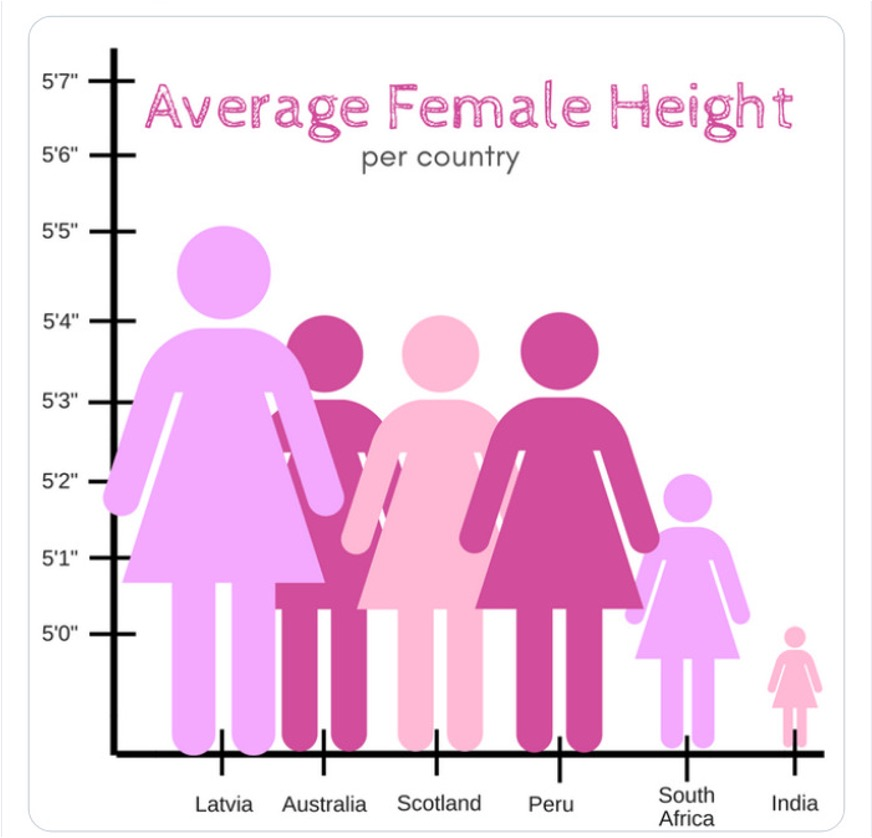 Average Female Height
per country
5'7"
5'6"
5'5"
5'4"
5'3"
5'2"
5'1"
5'0"
Latvia
Australia
Scotland
Peru
South
Africa
India